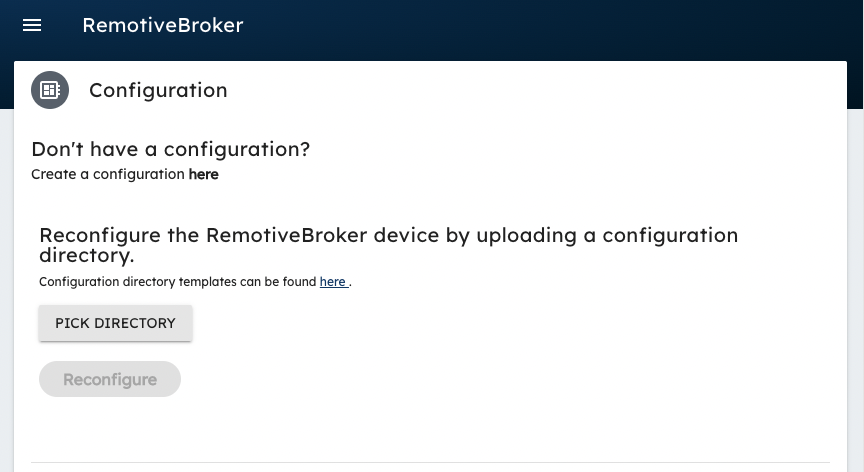 RemotiveBroker
Configuration
Don't have a configuration?
Create a configuration here
Reconfigure the RemotiveBroker device by uploading a configuration
directory.
Configuration directory templates can be found here .
PICK DIRECTORY
Reconfigure